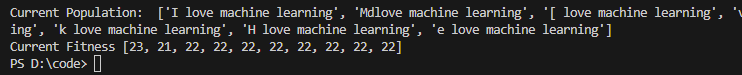 Current Population:  ['I love machine learning', 'Mdlove machine learning', '[ love machine learning', '
ing', 'k love machine learning', 'H love machine learning', 'e love machine learning']
Current Fitness [23, 21, 22, 22, 22, 22, 22, 22, 22, 22]
PS D:\code>